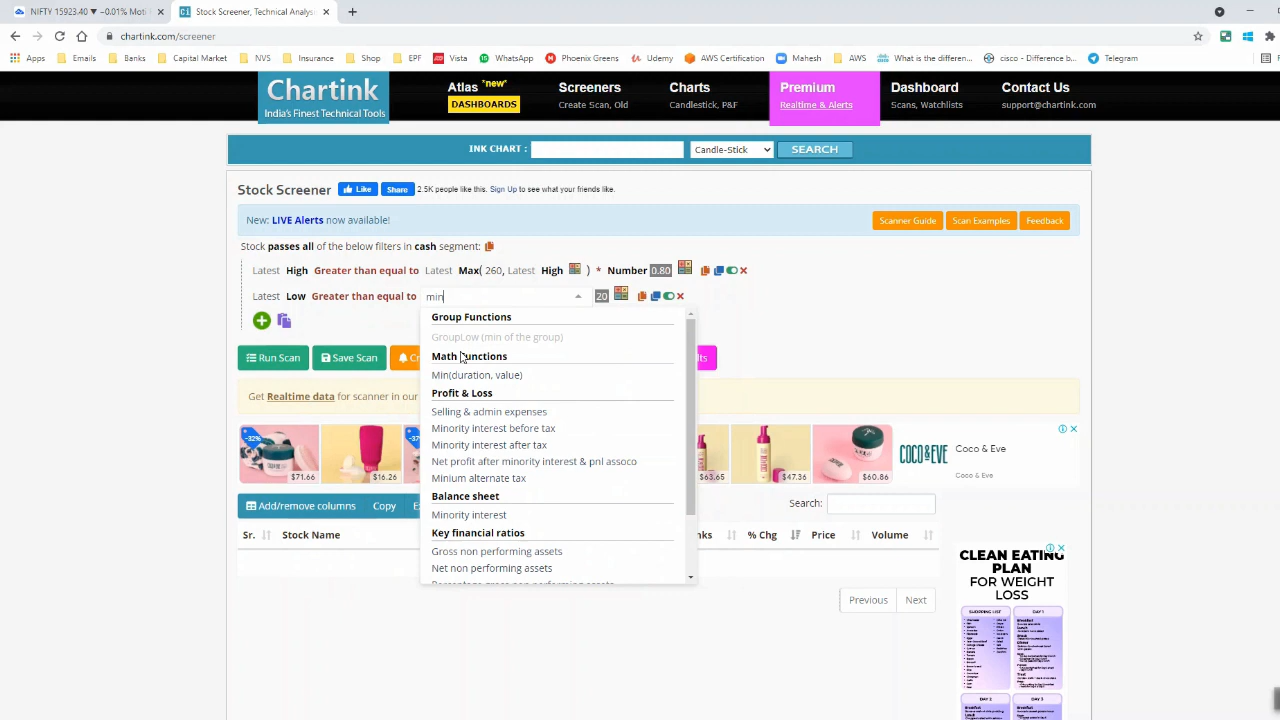 NIFTY 15923.40 ▼ −0.01% Moti
Stock Screener, Technical Analys
chartink.com/screener
Apps Emails Banks Capital Market NVS Insurance Shop EPF Vista WhatsApp Phoenix Greens Udemy AWS Certification Mahesh AWS What is the differen... cisco - Difference b... Telegram
Chartink
India's Finest Technical Tools
Atlas "new"
DASHBOARDS
Screeners
Create Scan, Old
Charts
Candlestick, P&F
Premium
Realtime & Alerts
Dashboard
Scans, Watchlists
Contact Us
support@chartink.com
INK CHART : Candle-Stick SEARCH
Stock Screener Like Share 2.5K people like this. Sign Up to see what your friends like.
New: LIVE Alerts now available! Scanner Guide Scan Examples Feedback
Stock passes all of the below filters in cash segment:
Latest High Greater than equal to Latest Max( 260, Latest High ) * Number 0.80
Latest Low Greater than equal to min 20
Group Functions
GroupLow (min of the group)
Math Functions
Min(duration, value)
Profit & Loss
Selling & admin expenses
Minority interest before tax
Minority interest after tax
Net profit after minority interest & pnl assoco
Minium alternate tax
Balance sheet
Minority interest
Key financial ratios
Gross non performing assets
Net non performing assets
Run Scan Save Scan
Get Realtime data for scanner in our
-32%
$71.66 $16.26 $63.65 $47.36 $60.86
COCO &EVE
Coco & Eve
Coco & Eve
Add/remove columns Copy
Search:
Sr. Stock Name % Chg Price Volume
Previous Next
CLEAN EATING
PLAN
FOR WEIGHT
LOSS
SHOPPING LIST DAY 1
DAY 2 DAY 3